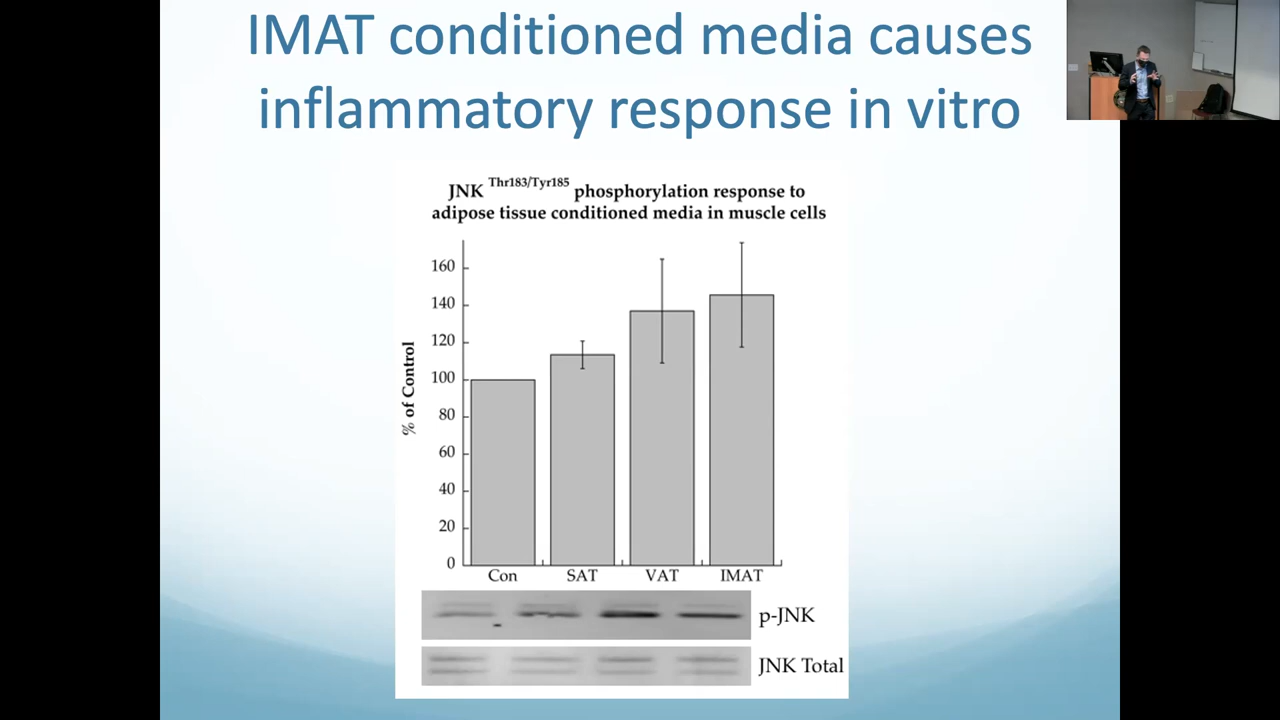 IMAT conditioned media causes
inflammatory response in vitro
JNK Thr183/Tyr185 phosphorylation response to
adipose tissue conditioned media in muscle cells
% of Control
160
140
120
100
80
60
40
20
0
Con SAT VAT IMAT
p-JNK
JNK Total